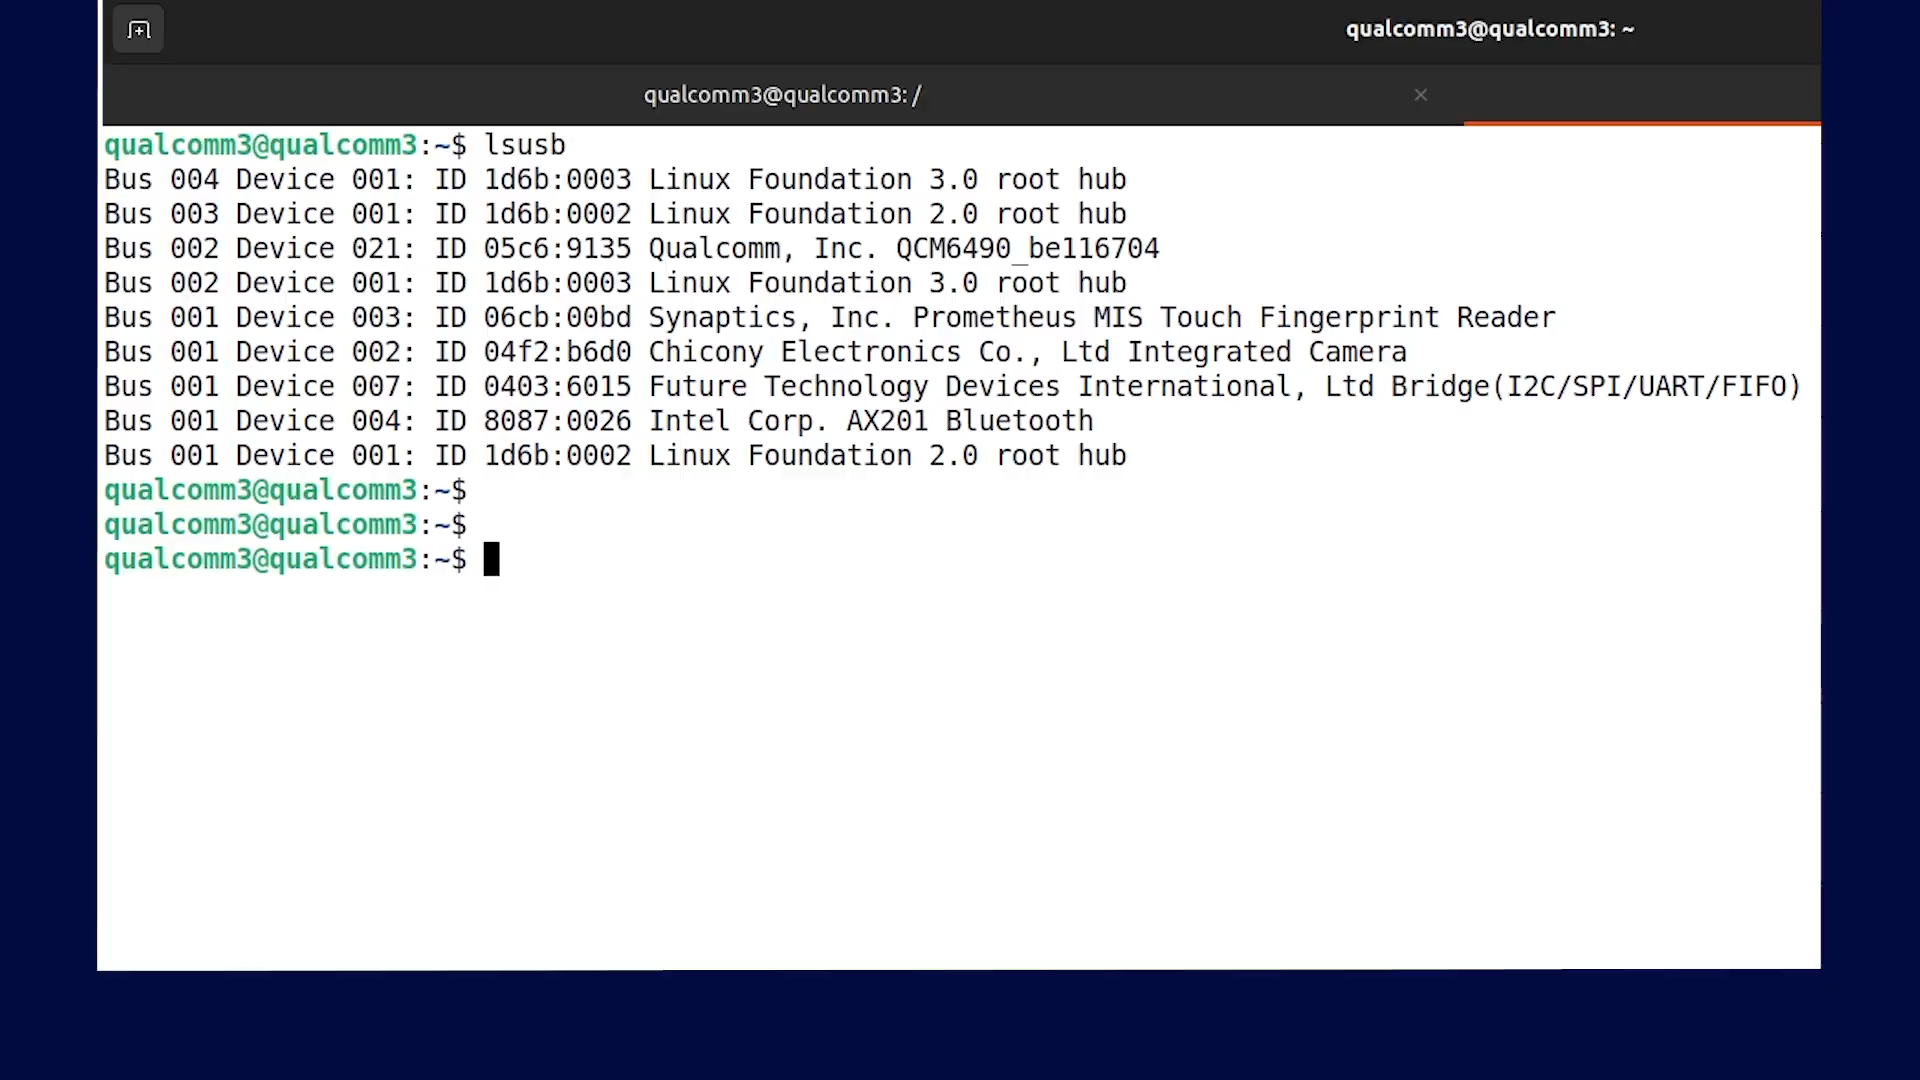 qualcomm3@qualcomm3: ~
qualcomm3@qualcomm3: /
qualcomm3@qualcomm3:~$ lsusb
Bus 004 Device 001: ID 1d6b:0003 Linux Foundation 3.0 root hub
Bus 003 Device 001: ID 1d6b:0002 Linux Foundation 2.0 root hub
Bus 002 Device 021: ID 05c6:9135 Qualcomm, Inc. QCM6490_be116704
Bus 002 Device 001: ID 1d6b:0003 Linux Foundation 3.0 root hub
Bus 001 Device 003: ID 06cb:00bd Synaptics, Inc. Prometheus MIS Touch Fingerprint Reader
Bus 001 Device 002: ID 04f2:b6d0 Chicony Electronics Co., Ltd Integrated Camera
Bus 001 Device 007: ID 0403:6015 Future Technology Devices International, Ltd Bridge(I2C/SPI/UART/FIFO)
Bus 001 Device 004: ID 8087:0026 Intel Corp. AX201 Bluetooth
Bus 001 Device 001: ID 1d6b:0002 Linux Foundation 2.0 root hub
qualcomm3@qualcomm3:~$
qualcomm3@qualcomm3:~$
qualcomm3@qualcomm3:~$